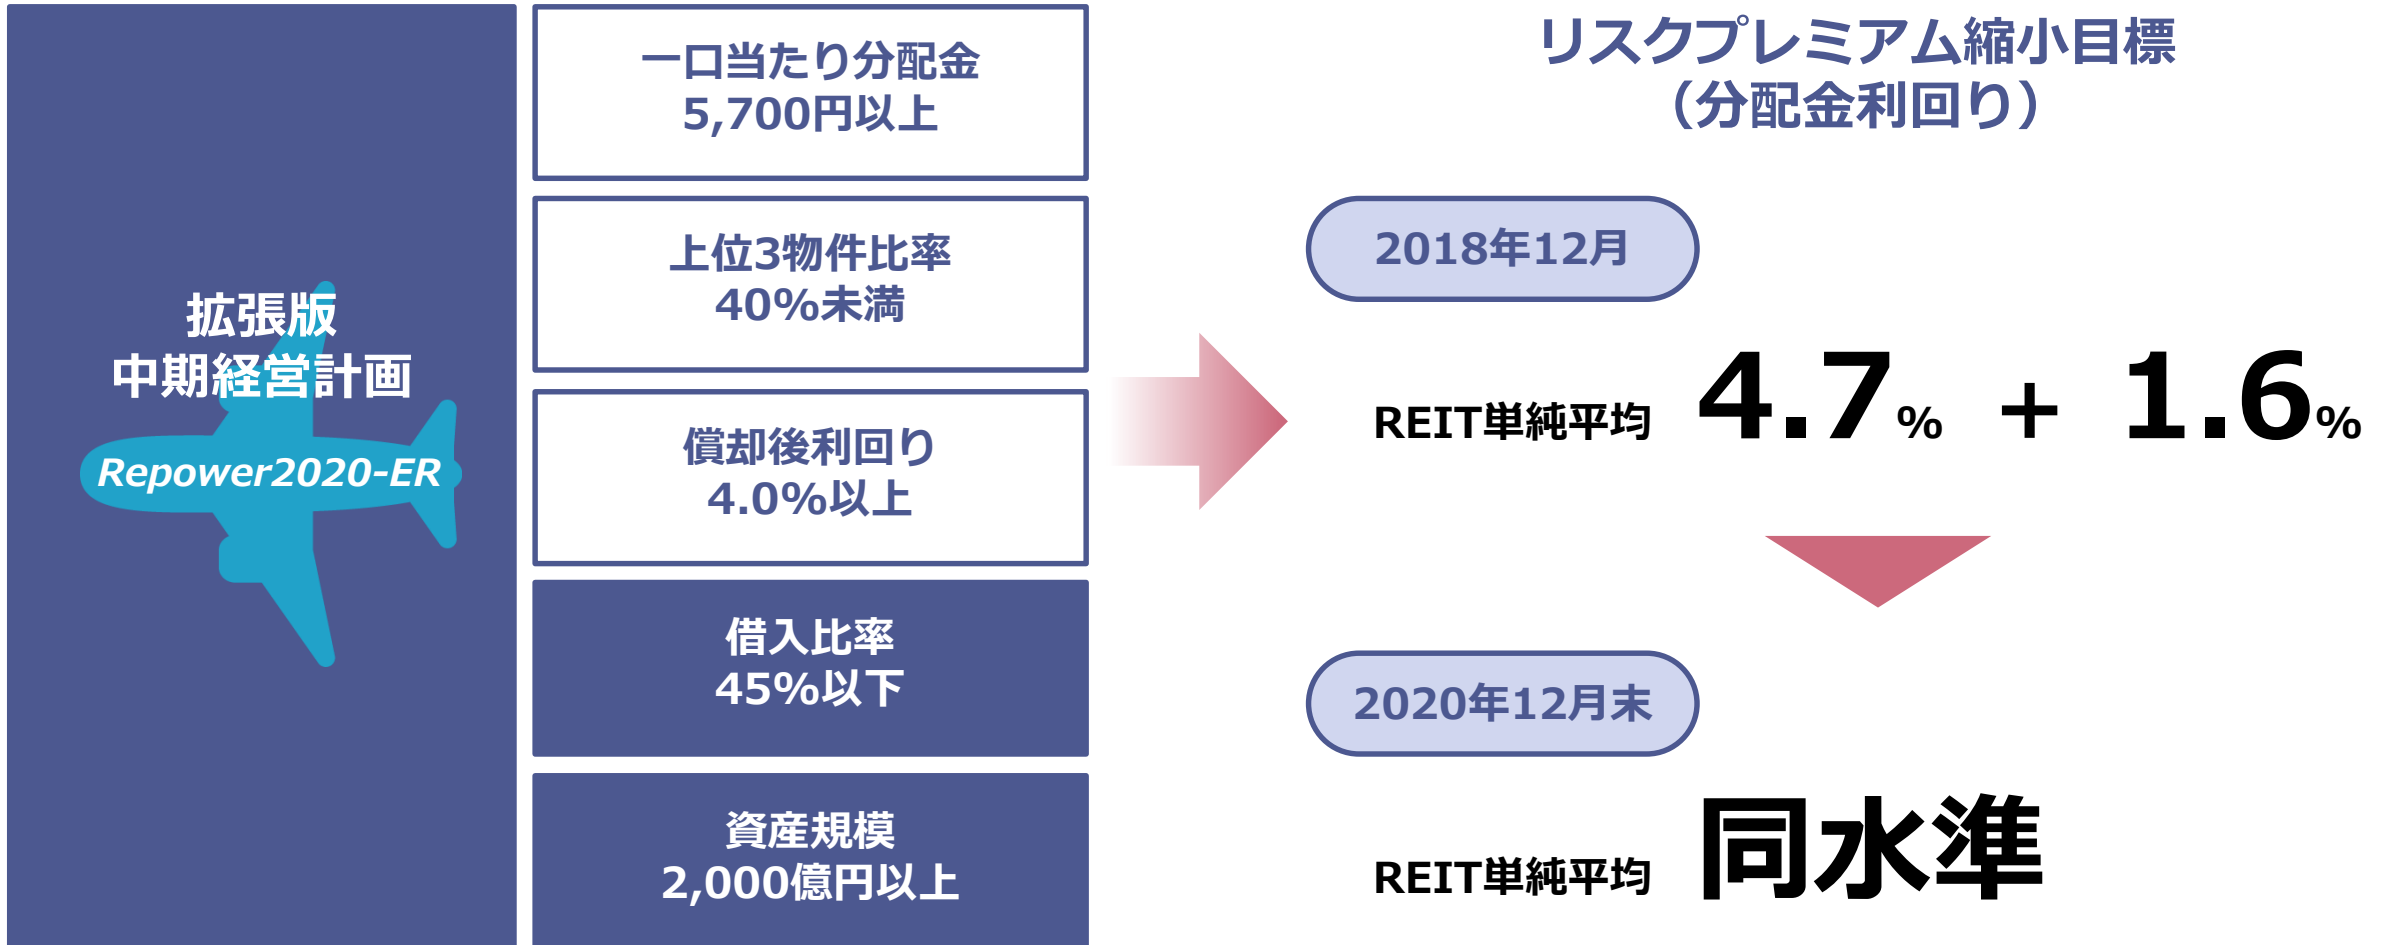 拡張版
中期経営計画
Repower2020-ER
一口当たり分配金
5,700円以上
上位3物件比率
40%未満
償却後利回り
4.0%以上
借入比率
45%以下
資産規模
2,000億円以上
リスクプレミアム縮小目標
（分配金利回り）
2018年12月
REIT単純平均 4.7% + 1.6%
2020年12月末
REIT単純平均 同水準